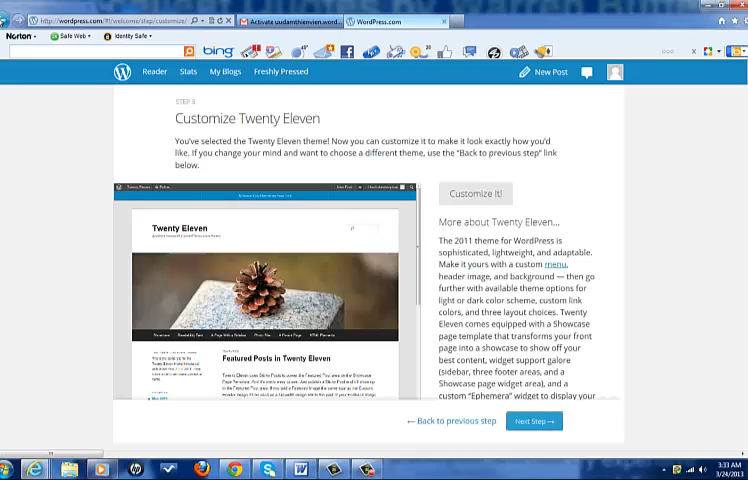 http://wordpress.com/#!/welcome/step/customize/
Activate uudamthienvien.word...
WordPress.com
Norton
Safe Web
Identity Safe
bing
Reader
Stats
My Blogs
Freshly Pressed
New Post
STEP 3
Customize Twenty Eleven
You've selected the Twenty Eleven theme! Now you can customize it to make it look exactly how you'd
like. If you change your mind and want to choose a different theme, use the "Back to previous step" link
below.
Customize It!
More about Twenty Eleven...
The 2011 theme for WordPress is
sophisticated, lightweight, and adaptable.
Make it yours with a custom menu,
header image, and background — then go
further with available theme options for
light or dark color scheme, custom link
colors, and three layout choices. Twenty
Eleven comes equipped with a Showcase
page template that transforms your front
page into a showcase to show off your
best content, widget support galore
(sidebar, three footer areas, and a
Showcase page widget area), and a
custom "Ephemera" widget to display your
Twenty Eleven
Featured Posts in Twenty Eleven
← Back to previous step
Next Step →
3:33 AM
3/24/2013